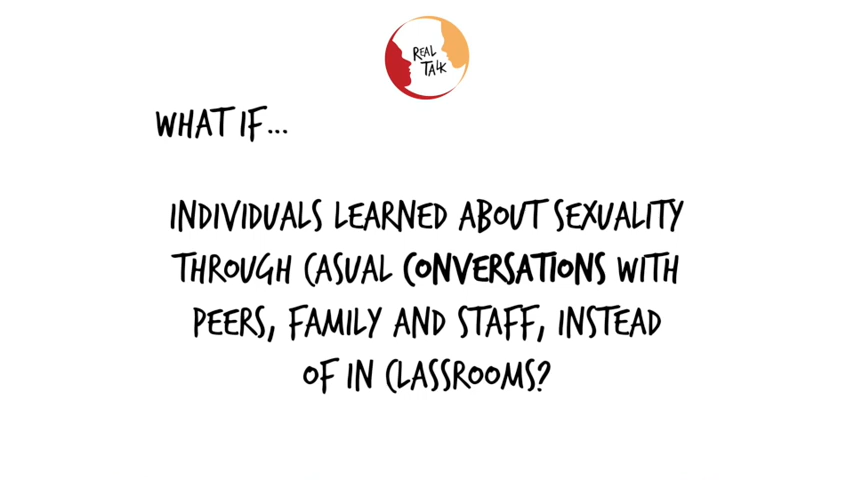 REAL
TALK
WHAT IF...
INDIVIDUALS LEARNED ABOUT SEXUALITY
THROUGH CASUAL CONVERSATIONS WITH
PEERS, FAMILY AND STAFF, INSTEAD
OF IN CLASSROOMS?